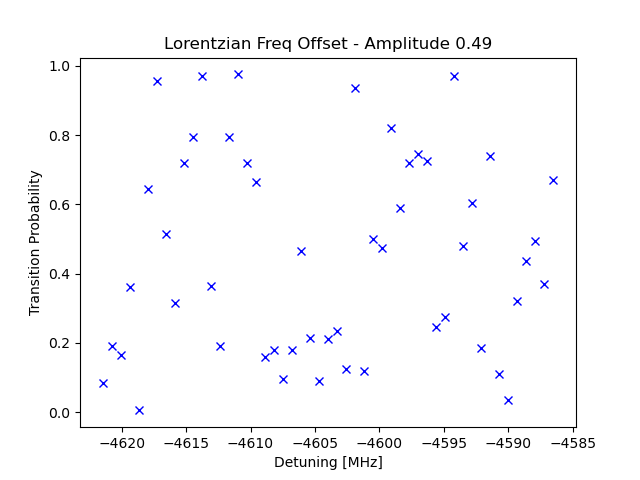 Lorentzian Freq Offset - Amplitude 0.49
1.0
0.8
0.6
0.4
0.2
0.0
Transition Probability
−4620 −4615 −4610 −4605 −4600 −4595 −4590 −4585
Detuning [MHz]